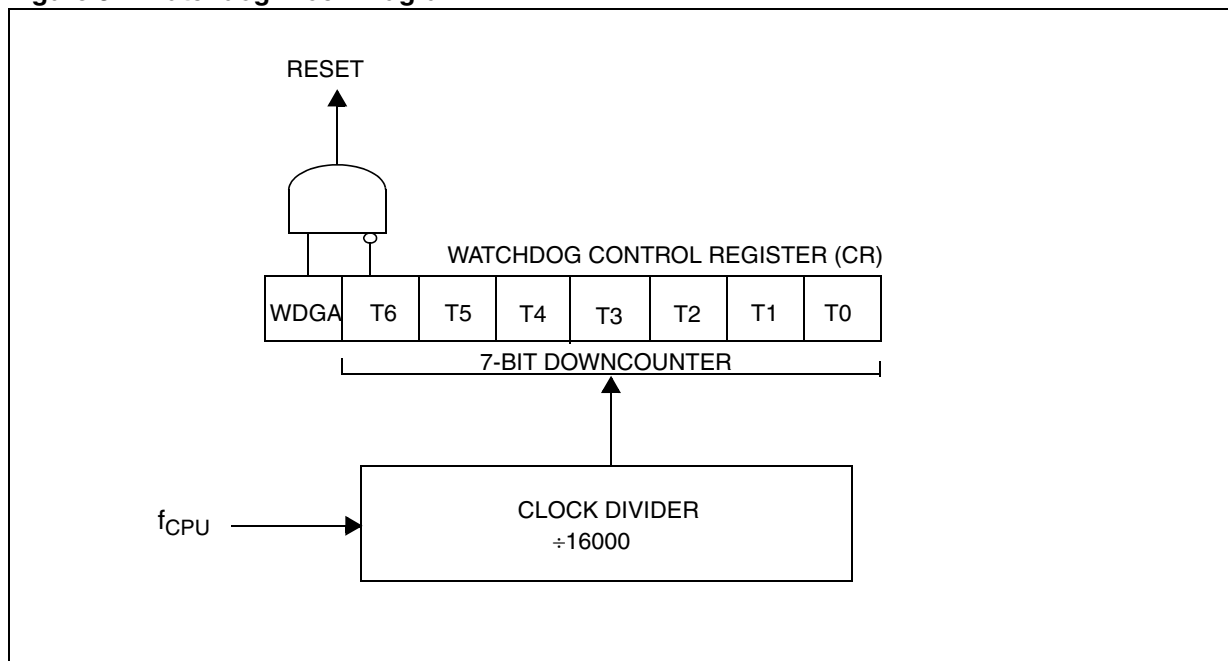 RESET
WATCHDOG CONTROL REGISTER (CR)
WDGA T6 T5 T4 T3 T2 T1 T0
7-BIT DOWNCOUNTER
fCPU
CLOCK DIVIDER
÷16000